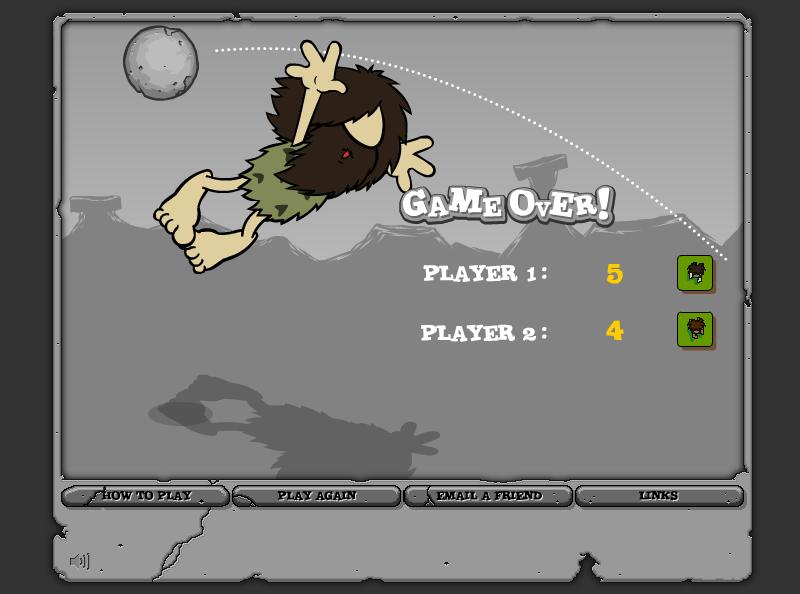 GAME OVER!
PLAYER 1: 5
PLAYER 2: 4
HOW TO PLAY PLAY AGAIN EMAIL A FRIEND LINKS